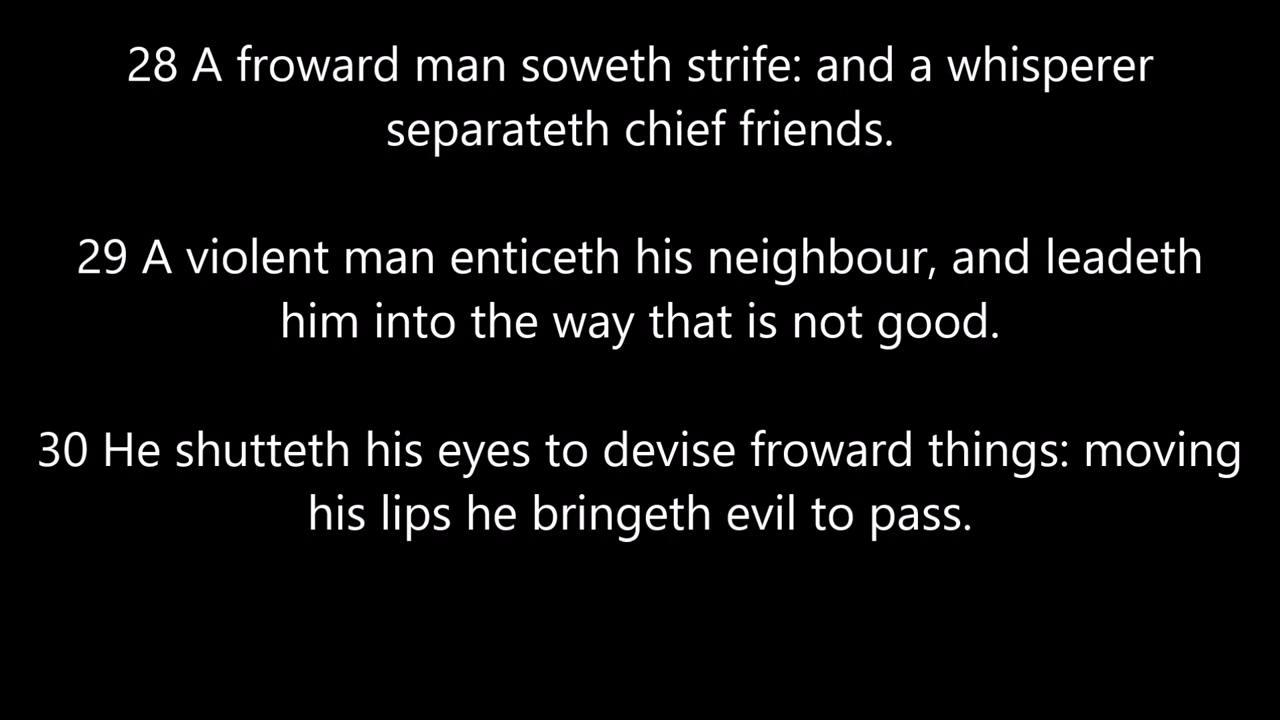 28 A froward man soweth strife: and a whisperer
separateth chief friends.
29 A violent man enticeth his neighbour, and leadeth
him into the way that is not good.
30 He shutteth his eyes to devise froward things: moving
his lips he bringeth evil to pass.